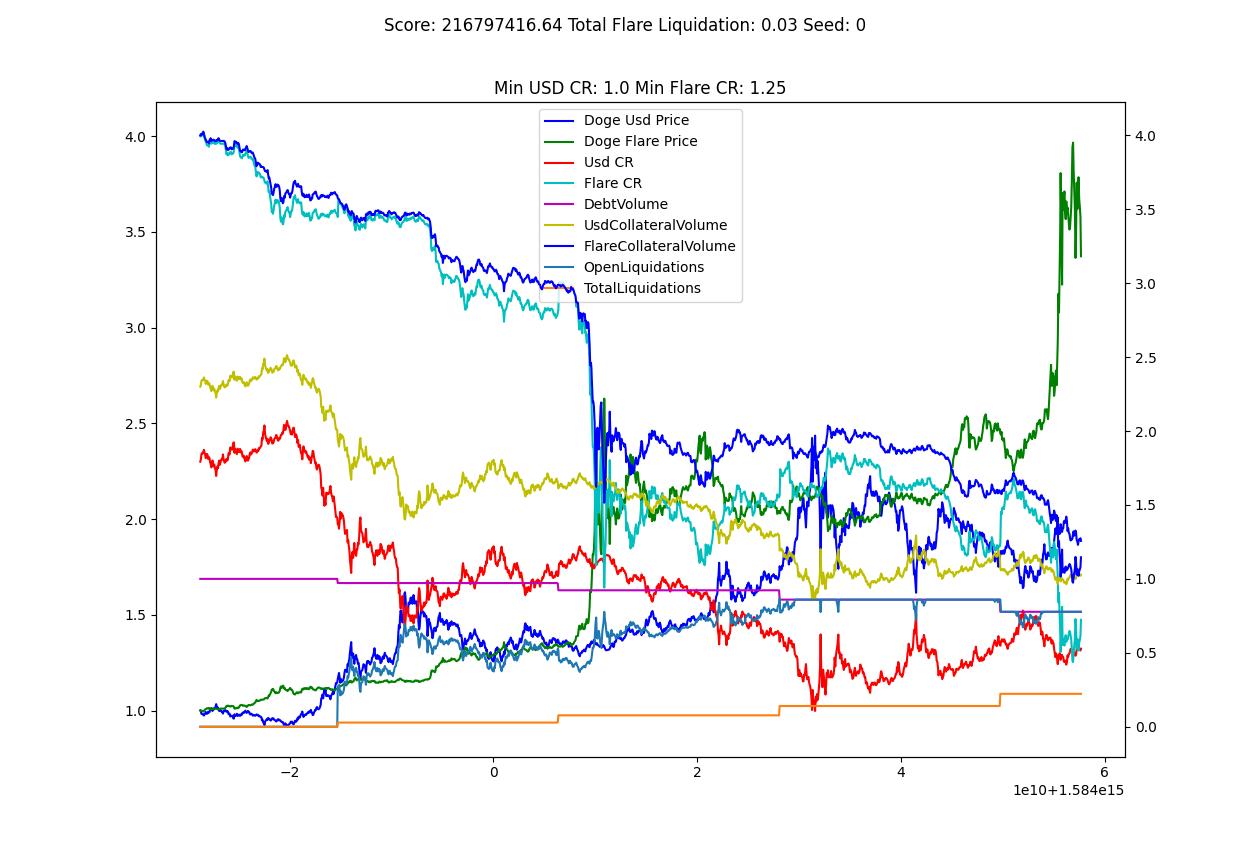 Score: 216797416.64 Total Flare Liquidation: 0.03 Seed: 0
Min USD CR: 1.0 Min Flare CR: 1.25
Doge Usd Price
Doge Flare Price
Usd CR
Flare CR
DebtVolume
UsdCollateralVolume
FlareCollateralVolume
OpenLiquidations
TotalLiquidations
4.0
3.5
3.0
2.5
2.0
1.5
1.0
4.0
3.5
3.0
2.5
2.0
1.5
1.0
0.5
0.0
−2
0
2
4
6
1e10+1.584e15